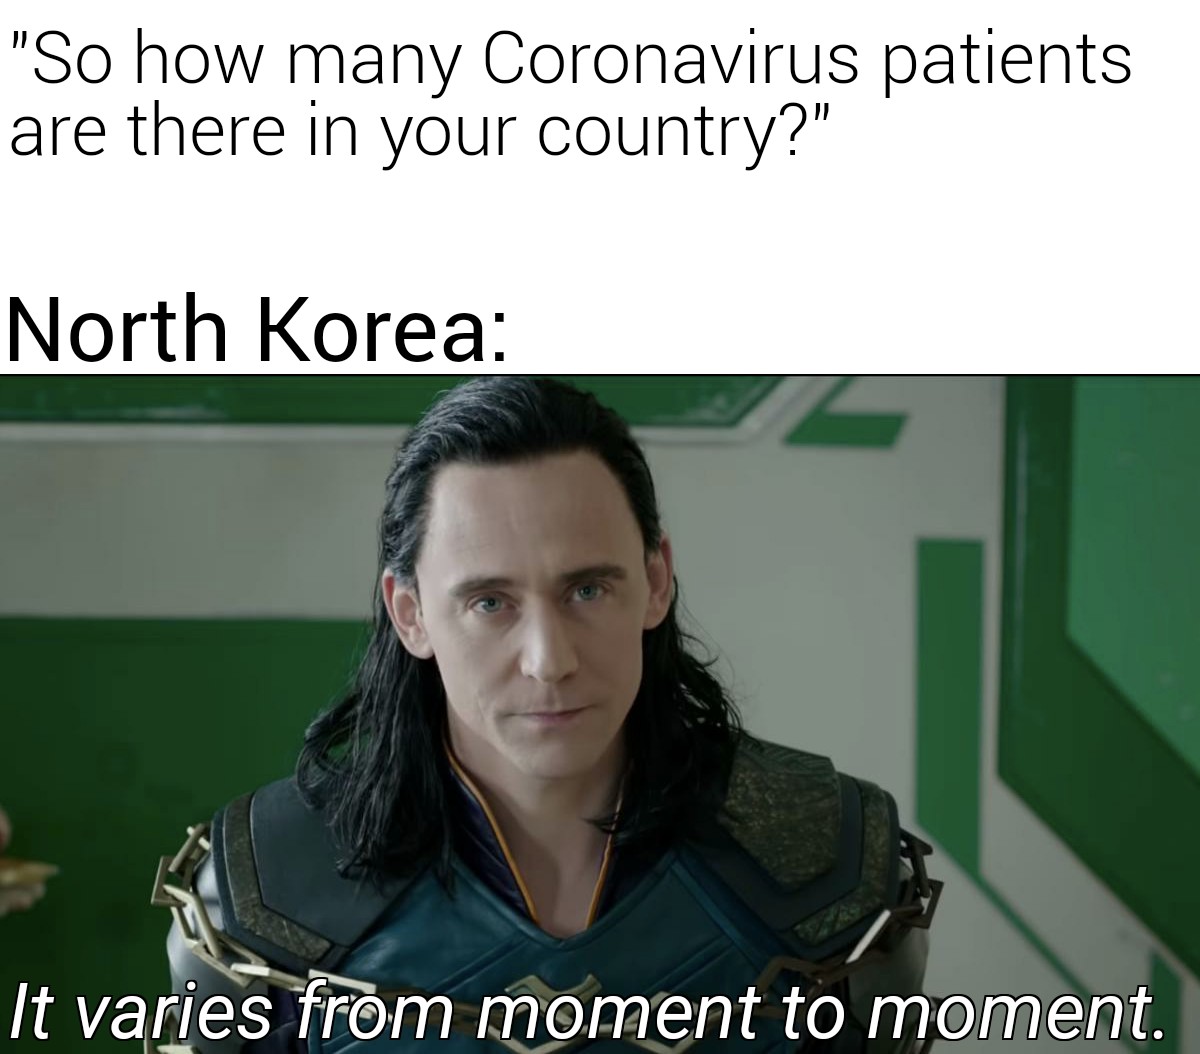 "So how many Coronavirus patients
are there in your country?"
North Korea:
It varies from moment to moment.